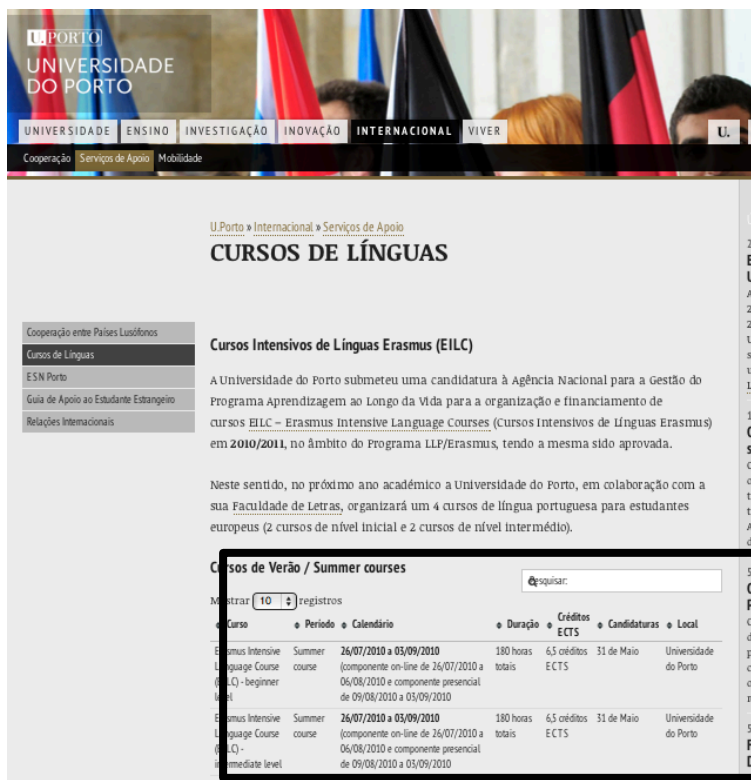 U.PORTO
UNIVERSIDADE
DO PORTO
UNIVERSIDADE ENSINO INVESTIGAÇÃO INOVAÇÃO INTERNACIONAL VIVER U.
Cooperação Serviços de Apoio Mobilidade
U.Porto » Internacional » Serviços de Apoio
CURSOS DE LÍNGUAS
Cooperação entre Países Lusófonos
Cursos de Línguas
ESN Porto
Guia de Apoio ao Estudante Estrangeiro
Relações Internacionais
Cursos Intensivos de Línguas Erasmus (EILC)
A Universidade do Porto submeteu uma candidatura à Agência Nacional para a Gestão do
Programa Aprendizagem ao Longo da Vida para a organização e financiamento de
cursos EILC – Erasmus Intensive Language Courses (Cursos Intensivos de Línguas Erasmus)
em 2010/2011, no âmbito do Programa LLP/Erasmus, tendo a mesma sido aprovada.
Neste sentido, no próximo ano académico a Universidade do Porto, em colaboração com a
sua Faculdade de Letras, organizará um 4 cursos de língua portuguesa para estudantes
europeus (2 cursos de nível inicial e 2 cursos de nível intermédio).
Cursos de Verão / Summer courses
Pesquisar:
Mostrar 10 registros
Curso Período Calendário Duração Créditos ECTS Candidaturas Local
Erasmus Intensive Summer 26/07/2010 a 03/09/2010 180 horas 6,5 créditos 31 de Maio Universidade
Language Course course (componente on-line de 26/07/2010 a totais ECTS do Porto
(EILC) - beginner 06/08/2010 e componente presencial
level de 09/08/2010 a 03/09/2010
Erasmus Intensive Summer 26/07/2010 a 03/09/2010 180 horas 6,5 créditos 31 de Maio Universidade
Language Course course (componente on-line de 26/07/2010 a totais ECTS do Porto
(EILC) - 06/08/2010 e componente presencial
intermediate level de 09/08/2010 a 03/09/2010